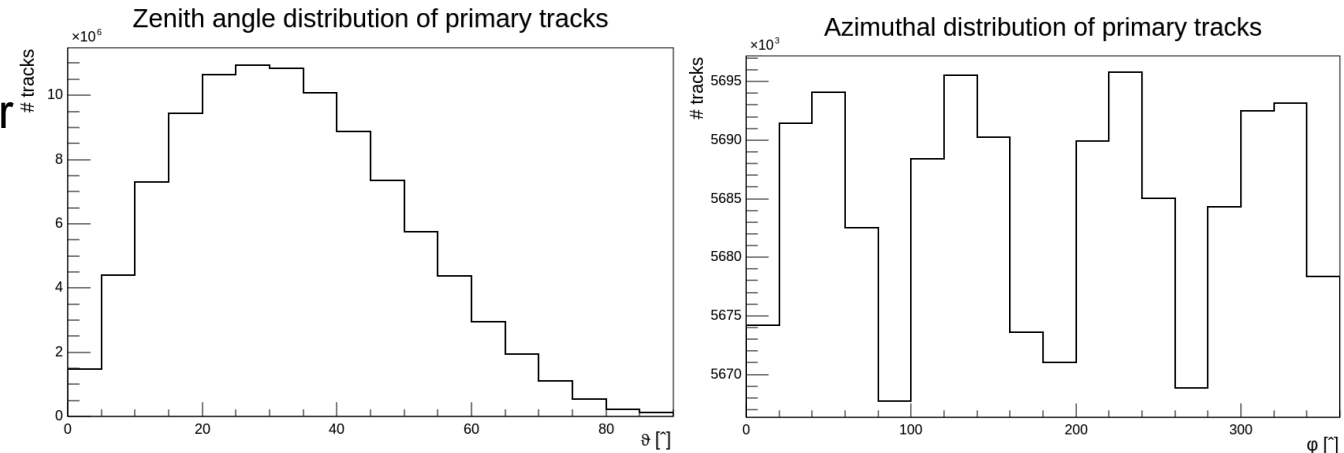 Zenith angle distribution of primary tracks
×10⁶
# tracks
10
8
6
4
2
0
0 20 40 60 80
ϑ [ˆ]
r
Azimuthal distribution of primary tracks
×10³
# tracks
5695
5690
5685
5680
5675
5670
0 100 200 300
φ [ˆ]